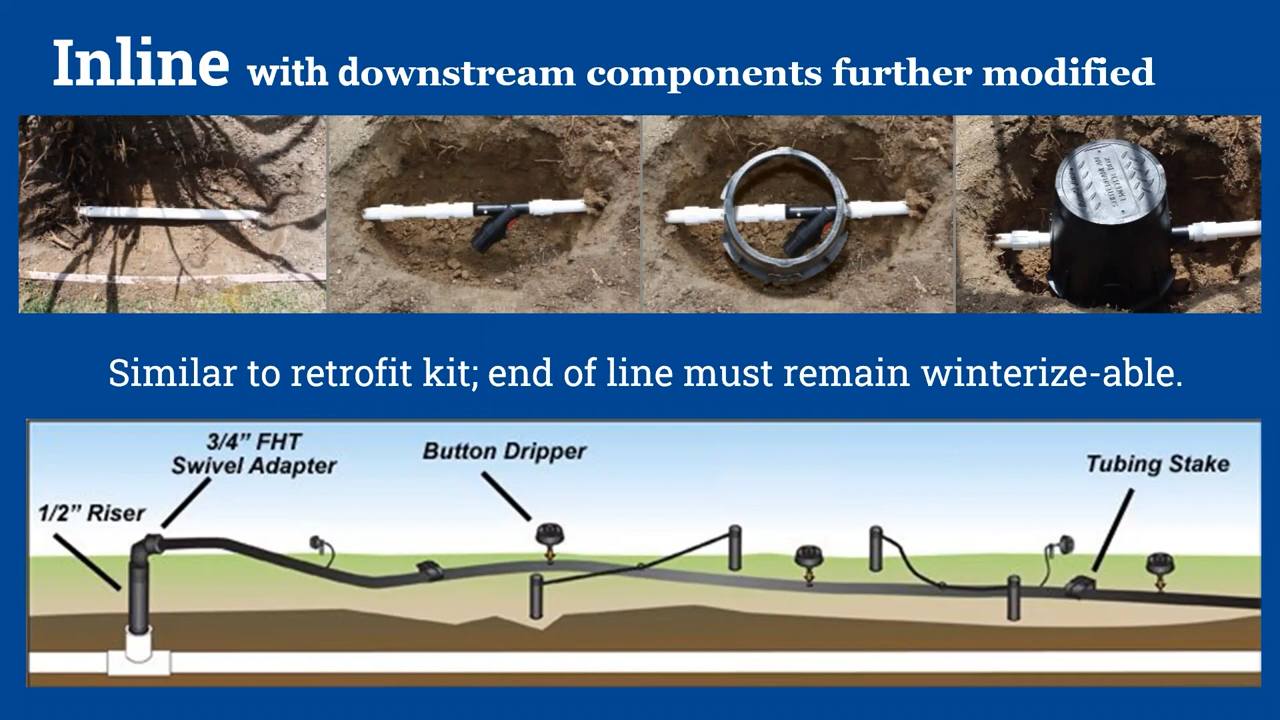 Inline with downstream components further modified
Similar to retrofit kit; end of line must remain winterize-able.
3/4” FHT
Swivel Adapter
Button Dripper
Tubing Stake
1/2” Riser